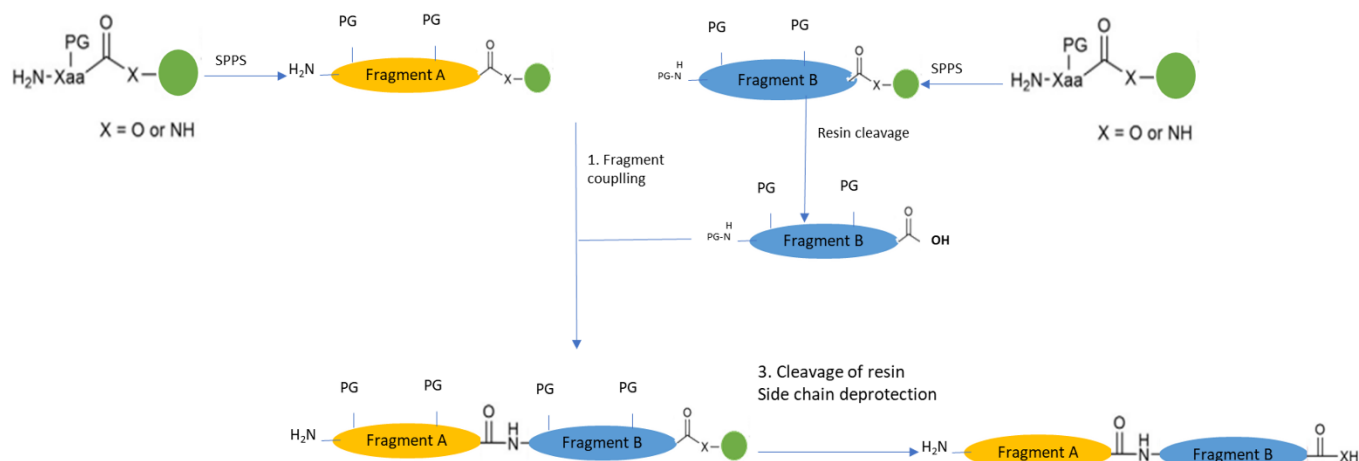 O
PG
H₂N-Xaa
X
X = O or NH
SPPS
PG
PG
O
H₂N
Fragment A
X
PG
PG
O
H
PG-N
Fragment B
X
SPPS
O
PG
H₂N-Xaa
X
X = O or NH
Resin cleavage
1. Fragment
couplling
PG
PG
O
H
PG-N
Fragment B
OH
PG
PG
O
H
N
PG
PG
O
H₂N
Fragment A
Fragment B
X
3. Cleavage of resin
Side chain deprotection
H₂N
Fragment A
O
H
N
Fragment B
O
XH